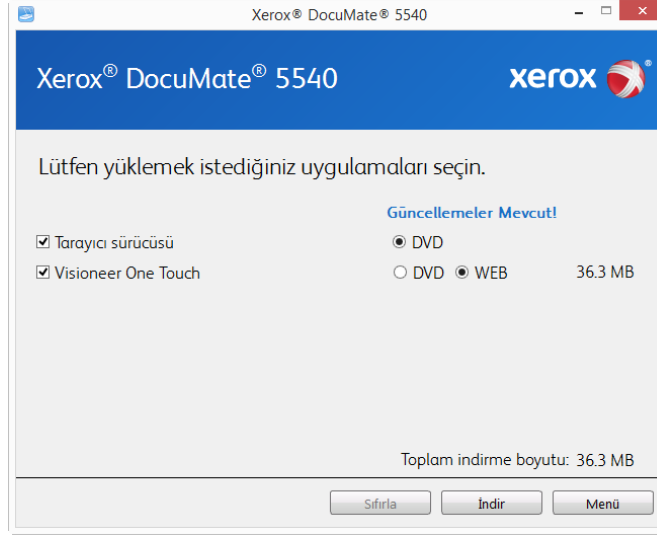 Xerox® DocuMate® 5540
Xerox® DocuMate® 5540
xerox®
Lütfen yüklemek istediğiniz uygulamaları seçin.
Güncellemeler Mevcut!
Tarayıcı sürücüsü DVD
Visioneer One Touch DVD WEB 36.3 MB
Toplam indirme boyutu: 36.3 MB
Sıfırla İndir Menü